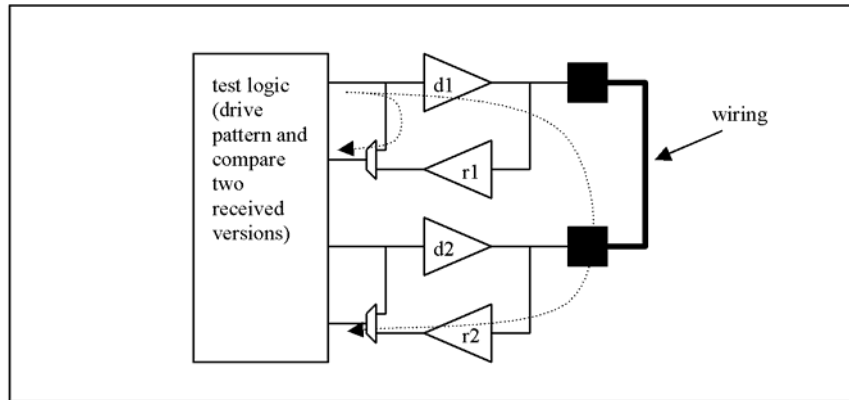 test logic
(drive
pattern and
compare
two
received
versions)
d1
r1
d2
r2
wiring